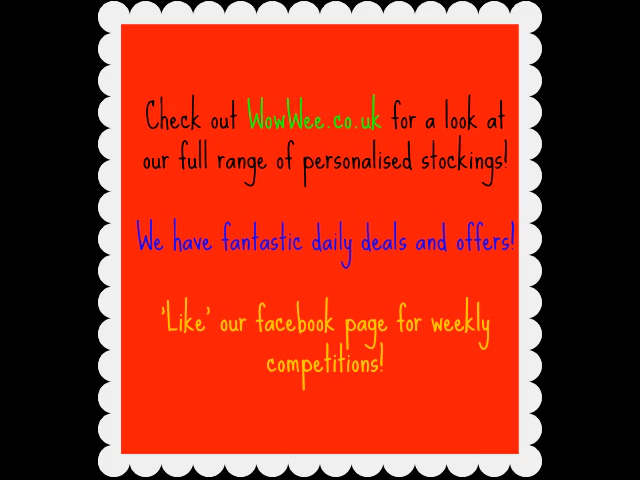 Check out WowWee.co.uk for a look at
our full range of personalised stockings!
We have fantastic daily deals and offers!
'Like' our facebook page for weekly
competitions!